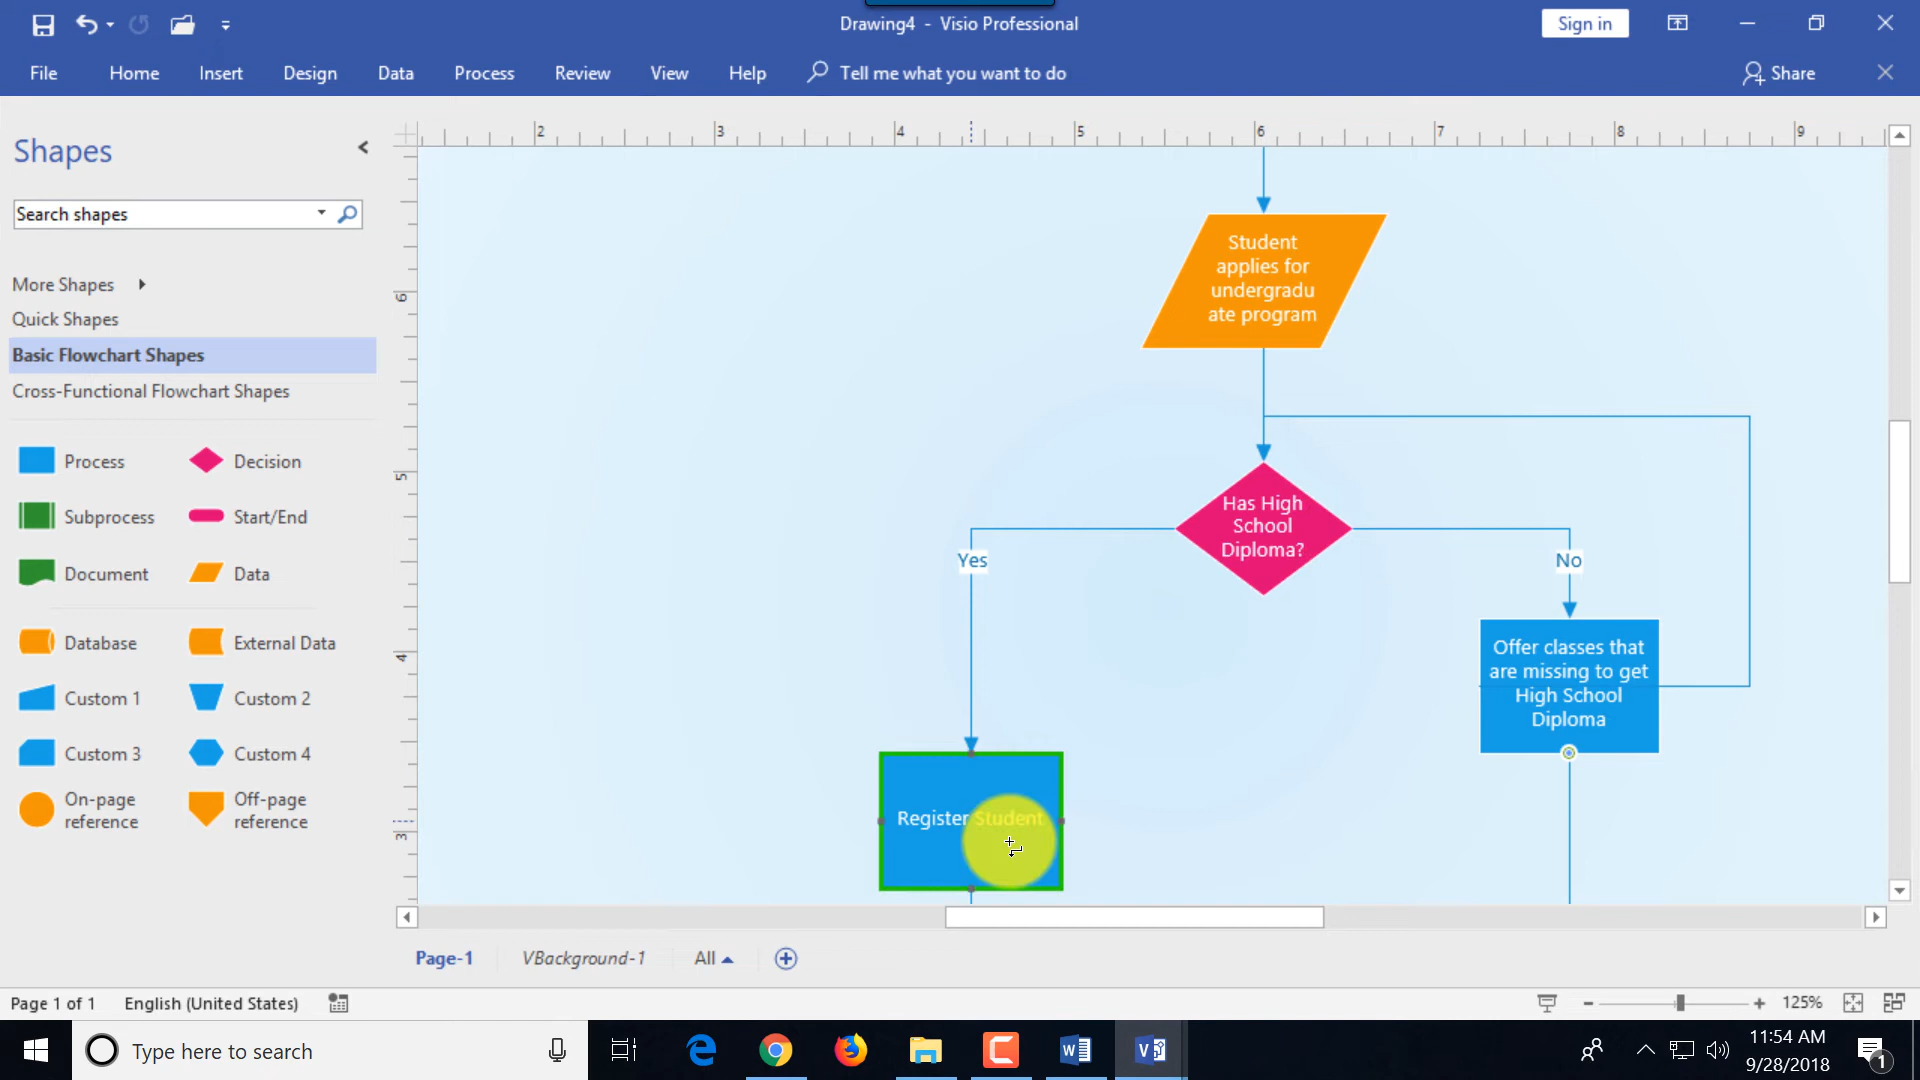 Drawing4 - Visio Professional
Sign in
File Home Insert Design Data Process Review View Help Tell me what you want to do Share
Shapes
Search shapes
More Shapes
Quick Shapes
Basic Flowchart Shapes
Cross-Functional Flowchart Shapes
Process Decision
Subprocess Start/End
Document Data
Database External Data
Custom 1 Custom 2
Custom 3 Custom 4
On-page
reference
Off-page
reference
2 3 4 5 6 7 8 9
6
5
4
3
Student
applies for
undergradu
ate program
Has High
School
Diploma?
Yes
No
Offer classes that
are missing to get
High School
Diploma
Register Student
Page-1 VBackground-1 All
Page 1 of 1 English (United States) 125%
Type here to search
11:54 AM
9/28/2018
1